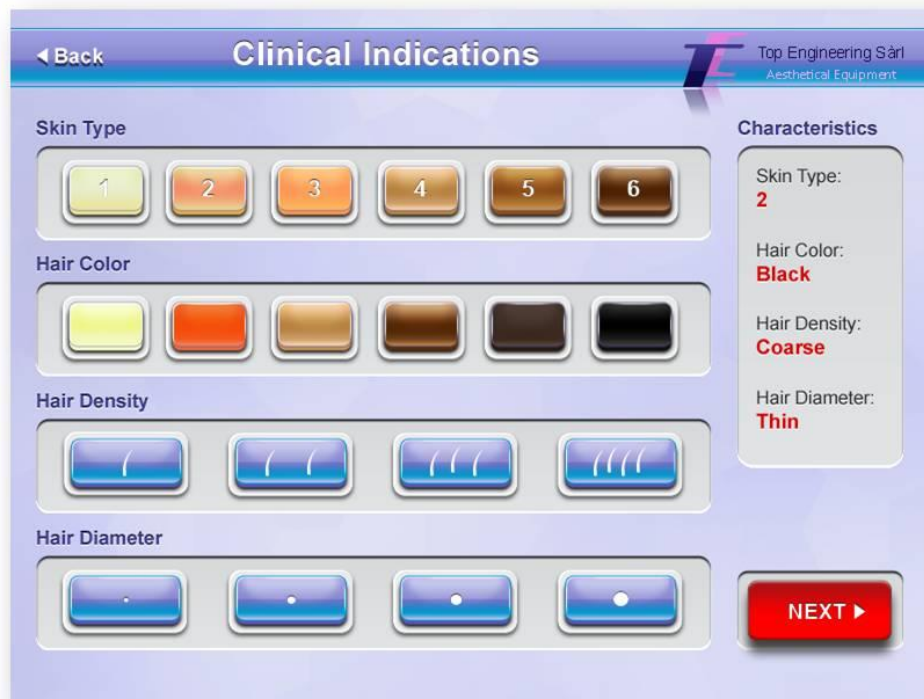 Back
Clinical Indications
Top Engineering Sàrl
Aesthetical Equipment
Skin Type
1 2 3 4 5 6
Hair Color
Hair Density
Hair Diameter
Characteristics
Skin Type:
2
Hair Color:
Black
Hair Density:
Coarse
Hair Diameter:
Thin
NEXT